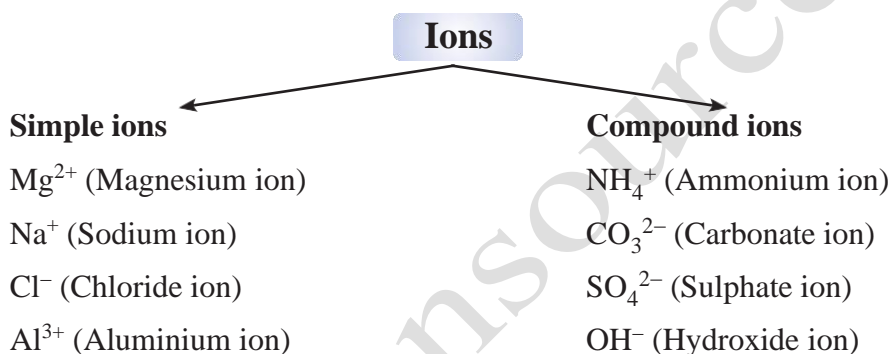 Ions
Simple ions
Mg²⁺ (Magnesium ion)
Na⁺ (Sodium ion)
Cl⁻ (Chloride ion)
Al³⁺ (Aluminium ion)
Compound ions
NH₄⁺ (Ammonium ion)
CO₃²⁻ (Carbonate ion)
SO₄²⁻ (Sulphate ion)
OH⁻ (Hydroxide ion)